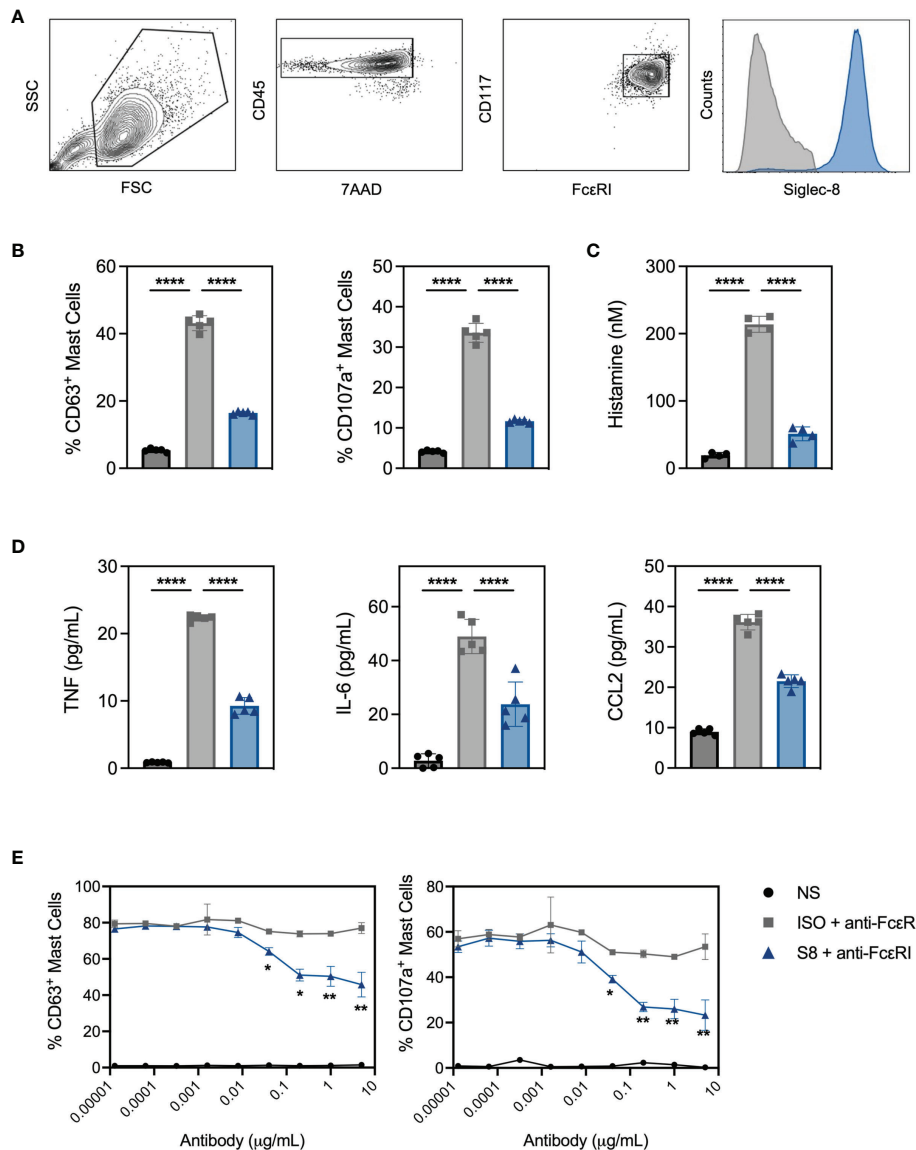 A
SSC
FSC
CD45
7AAD
CD117
FcεRI
Counts
Siglec-8
B
% CD63+ Mast Cells
60
40
20
0
**** ****
% CD107a+ Mast Cells
50
40
30
20
10
0
**** ****
C
Histamine (nM)
300
200
100
0
**** ****
D
TNF (pg/mL)
30
20
10
0
**** ****
IL-6 (pg/mL)
60
40
20
0
**** ****
CCL2 (pg/mL)
50
40
30
20
10
0
**** ****
E
% CD63+ Mast Cells
100
80
60
40
20
0
* * ** **
0.00001 0.0001 0.001 0.01 0.1 1 10
Antibody (μg/mL)
% CD107a+ Mast Cells
80
60
40
20
0
* ** ** **
0.00001 0.0001 0.001 0.01 0.1 1 10
Antibody (μg/mL)
NS
ISO + anti-FcεR
S8 + anti-FcεRI